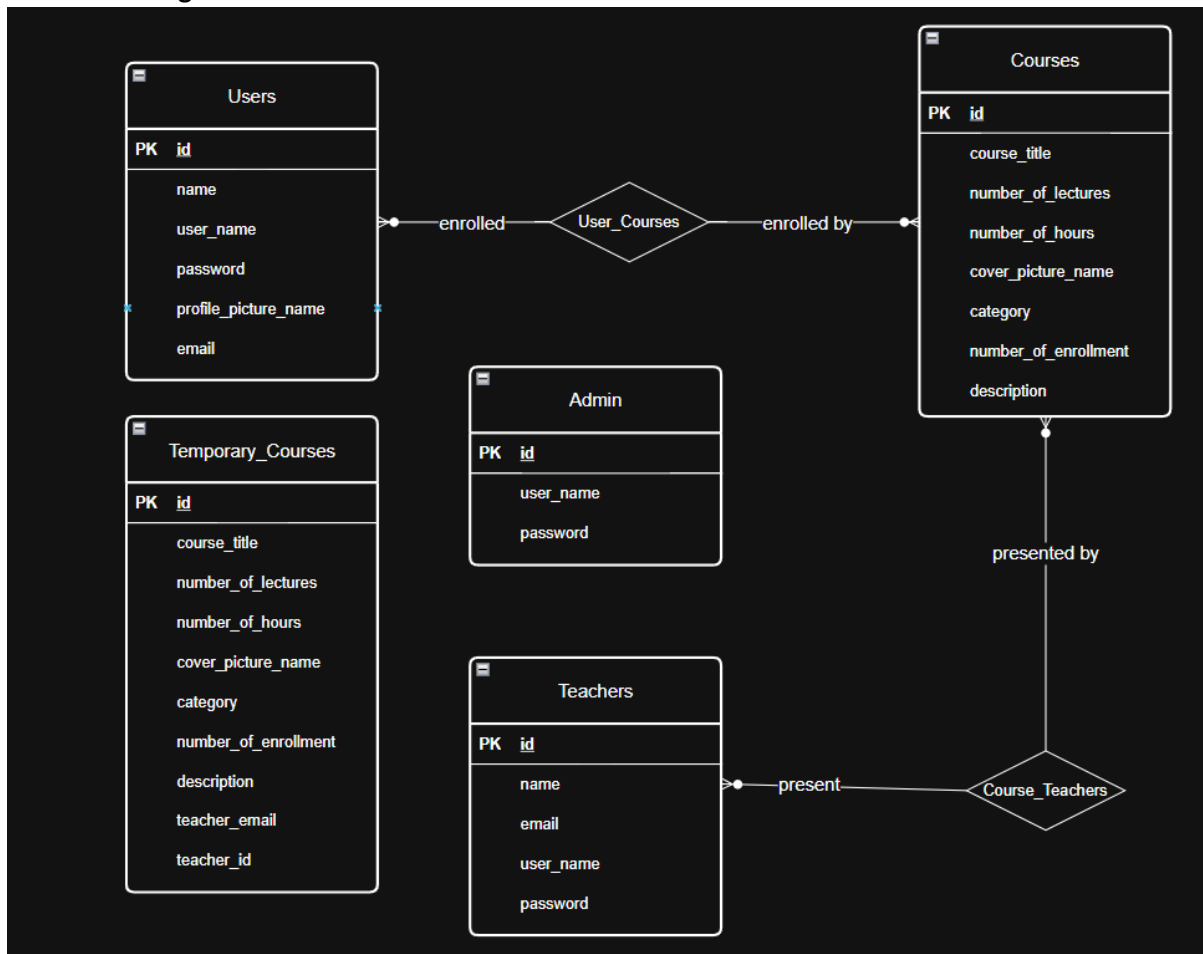 Users
PK id
name
user_name
password
profile_picture_name
email
enrolled
User_Courses
enrolled by
Courses
PK id
course_title
number_of_lectures
number_of_hours
cover_picture_name
category
number_of_enrollment
description
Temporary_Courses
PK id
course_title
number_of_lectures
number_of_hours
cover_picture_name
category
number_of_enrollment
description
teacher_email
teacher_id
Admin
PK id
user_name
password
presented by
Teachers
PK id
name
email
user_name
password
present
Course_Teachers